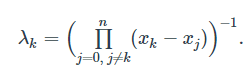 λ_k = ( ∏_{j=0, j≠k}^{n} (x_k − x_j) )^{−1}.